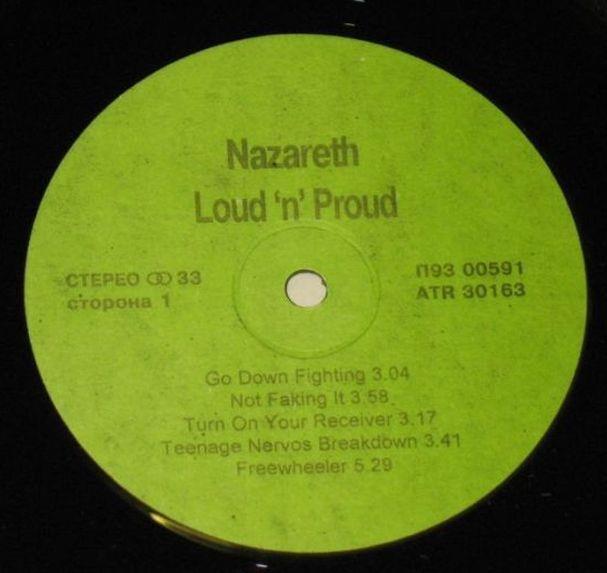 Nazareth
Loud 'n' Proud
СТЕРЕО ꝏ 33
сторона 1
П93 00591
ATR 30163
Go Down Fighting 3.04
Not Faking It 3.58
Turn On Your Receiver 3.17
Teenage Nervos Breakdown 3.41
Freewheeler 5.29